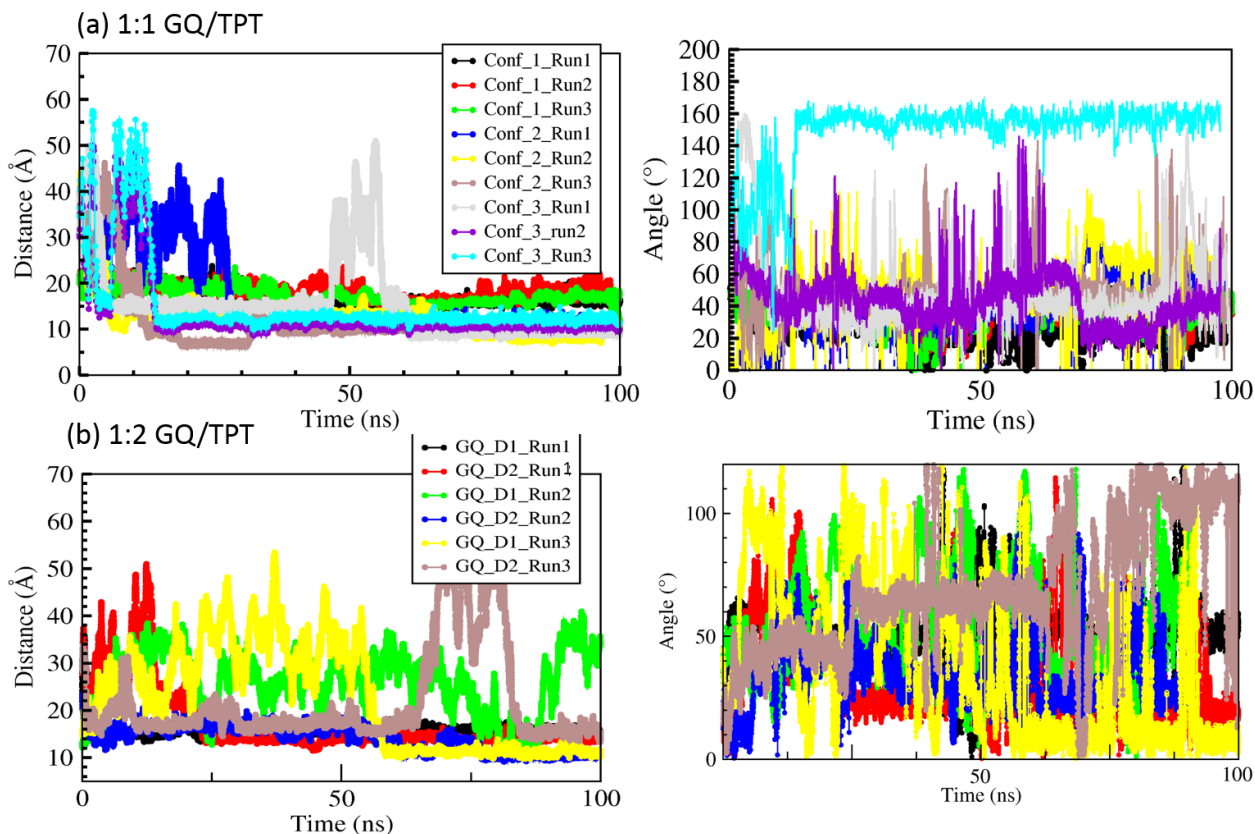 (a) 1:1 GQ/TPT
Distance (Å)
70
60
50
40
30
20
10
0
Conf_1_Run1
Conf_1_Run2
Conf_1_Run3
Conf_2_Run1
Conf_2_Run2
Conf_2_Run3
Conf_3_Run1
Conf_3_run2
Conf_3_Run3
0 50 100
Time (ns)
Angle (°)
200
180
160
140
120
100
80
60
40
20
0
0 50 100
Time (ns)
(b) 1:2 GQ/TPT
Distance (Å)
70
60
50
40
30
20
10
GQ_D1_Run1
GQ_D2_Run1
GQ_D1_Run2
GQ_D2_Run2
GQ_D1_Run3
GQ_D2_Run3
0 50 100
Time (ns)
Angle (°)
100
50
0
50 100
Time (ns)